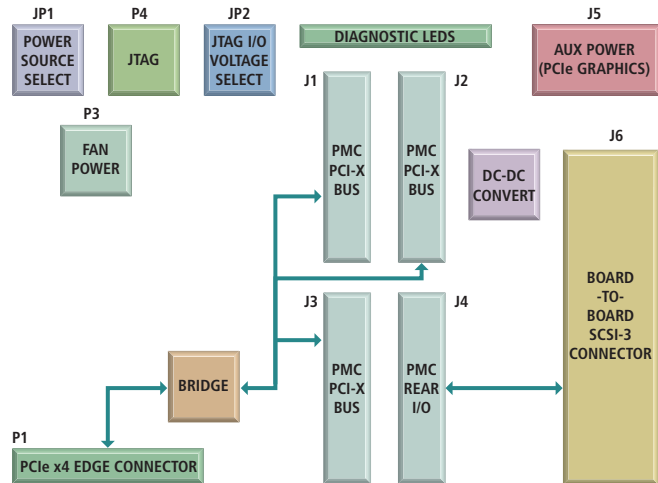 JP1
P4
JP2
J5
POWER
SOURCE
SELECT
JTAG
JTAG I/O
VOLTAGE
SELECT
DIAGNOSTIC LEDS
AUX POWER
(PCIe GRAPHICS)
J1
J2
P3
FAN
POWER
PMC
PCI-X
BUS
PMC
PCI-X
BUS
DC-DC
CONVERT
J6
BOARD
-TO-
BOARD
SCSI-3
CONNECTOR
J3
J4
PMC
PCI-X
BUS
PMC
REAR
I/O
BRIDGE
P1
PCIe x4 EDGE CONNECTOR